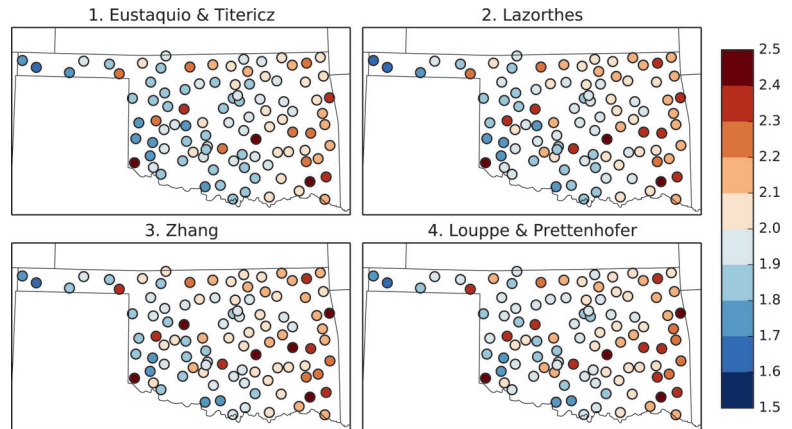 1. Eustaquio & Titericz
2. Lazorthes
3. Zhang
4. Louppe & Prettenhofer
2.5
2.4
2.3
2.2
2.1
2.0
1.9
1.8
1.7
1.6
1.5